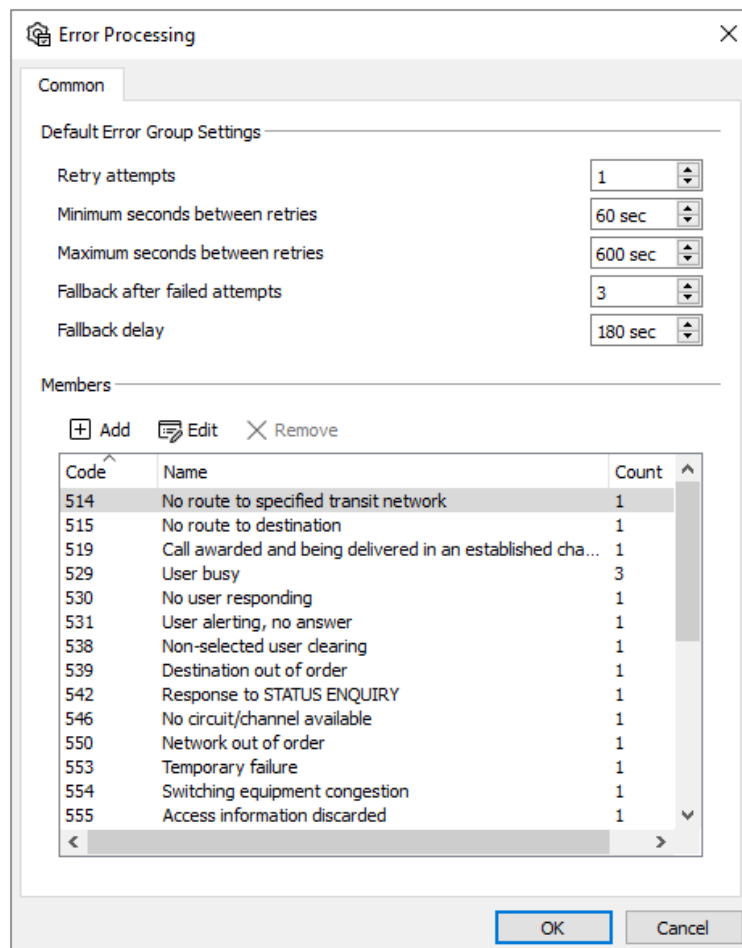 Error Processing
Common
Default Error Group Settings
Retry attempts 1
Minimum seconds between retries 60 sec
Maximum seconds between retries 600 sec
Fallback after failed attempts 3
Fallback delay 180 sec
Members
Add Edit Remove
Code Name Count
514 No route to specified transit network 1
515 No route to destination 1
519 Call awarded and being delivered in an established cha... 1
529 User busy 3
530 No user responding 1
531 User alerting, no answer 1
538 Non-selected user clearing 1
539 Destination out of order 1
542 Response to STATUS ENQUIRY 1
546 No circuit/channel available 1
550 Network out of order 1
553 Temporary failure 1
554 Switching equipment congestion 1
555 Access information discarded 1
OK Cancel